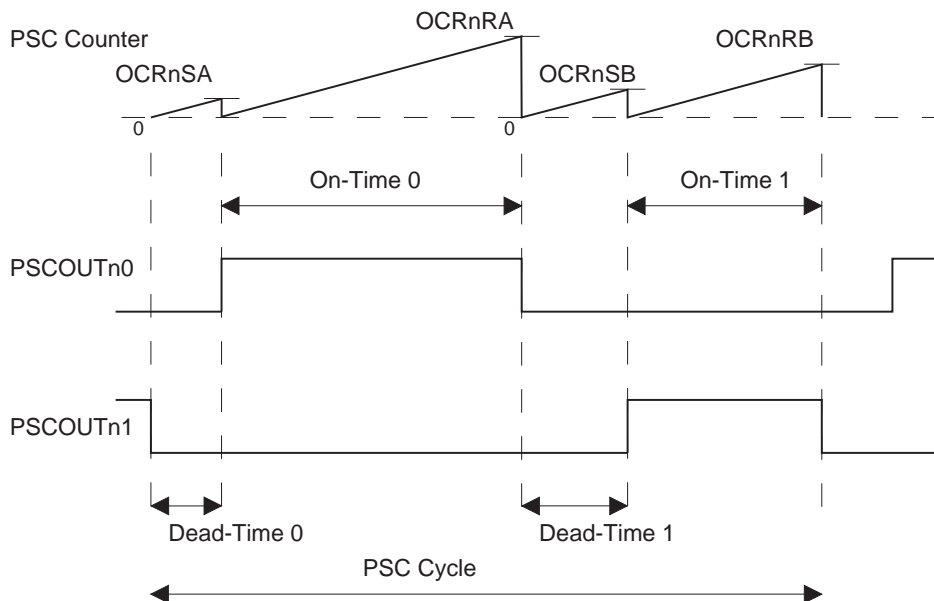 OCRnRA
PSC Counter
OCRnRB
OCRnSA
OCRnSB
0
0
On-Time 0
On-Time 1
PSCOUTn0
PSCOUTn1
Dead-Time 0
Dead-Time 1
PSC Cycle